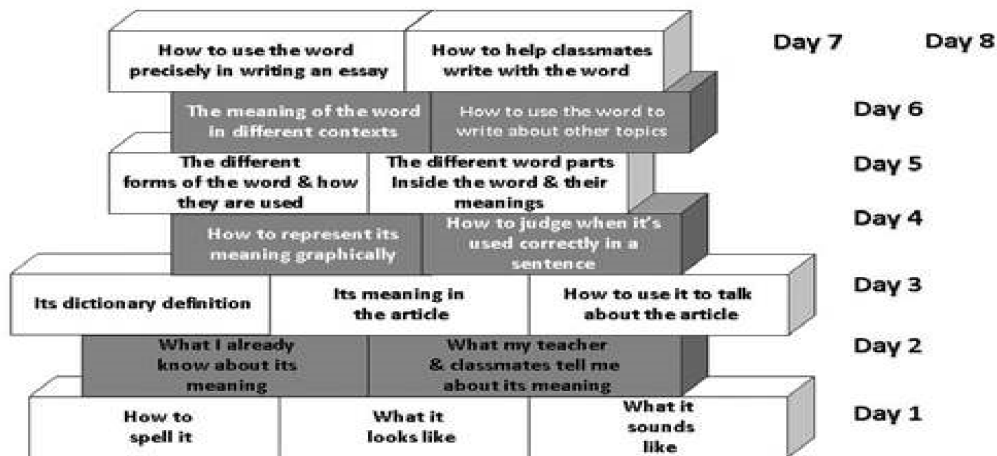 How to use the word
precisely in writing an essay
How to help classmates
write with the word
Day 7
Day 8
The meaning of the word
in different contexts
How to use the word to
write about other topics
Day 6
The different
forms of the word & how
they are used
The different word parts
Inside the word & their
meanings
Day 5
How to represent its
meaning graphically
How to judge when it's
used correctly in a
sentence
Day 4
Its dictionary definition
Its meaning in
the article
How to use it to talk
about the article
Day 3
What I already
know about its
meaning
What my teacher
& classmates tell me
about its meaning
Day 2
How to
spell it
What it
looks like
What it
sounds
like
Day 1